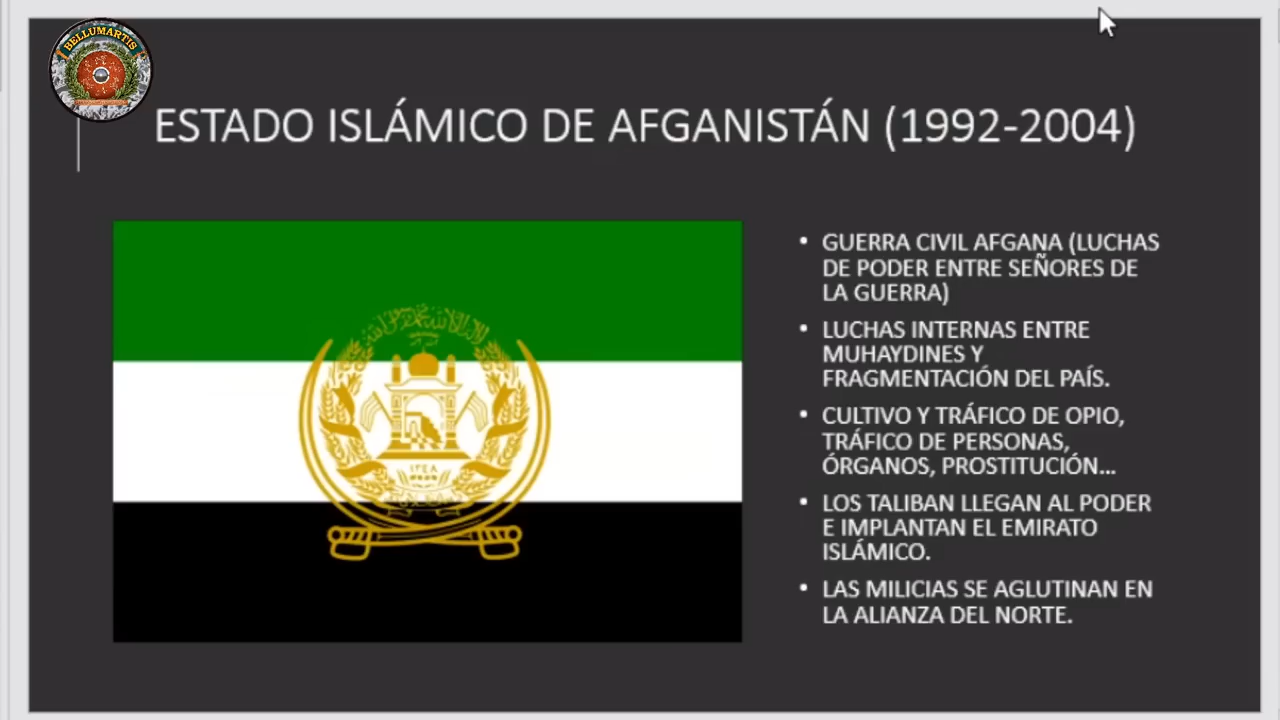 BELLUMARTIS
ESTADO ISLÁMICO DE AFGANISTÁN (1992-2004)
• GUERRA CIVIL AFGANA (LUCHAS
DE PODER ENTRE SEÑORES DE
LA GUERRA)
• LUCHAS INTERNAS ENTRE
MUHAYDINES Y
FRAGMENTACIÓN DEL PAÍS.
• CULTIVO Y TRÁFICO DE OPIO,
TRÁFICO DE PERSONAS,
ÓRGANOS, PROSTITUCIÓN...
• LOS TALIBAN LLEGAN AL PODER
E IMPLANTAN EL EMIRATO
ISLÁMICO.
• LAS MILICIAS SE AGLUTINAN EN
LA ALIANZA DEL NORTE.